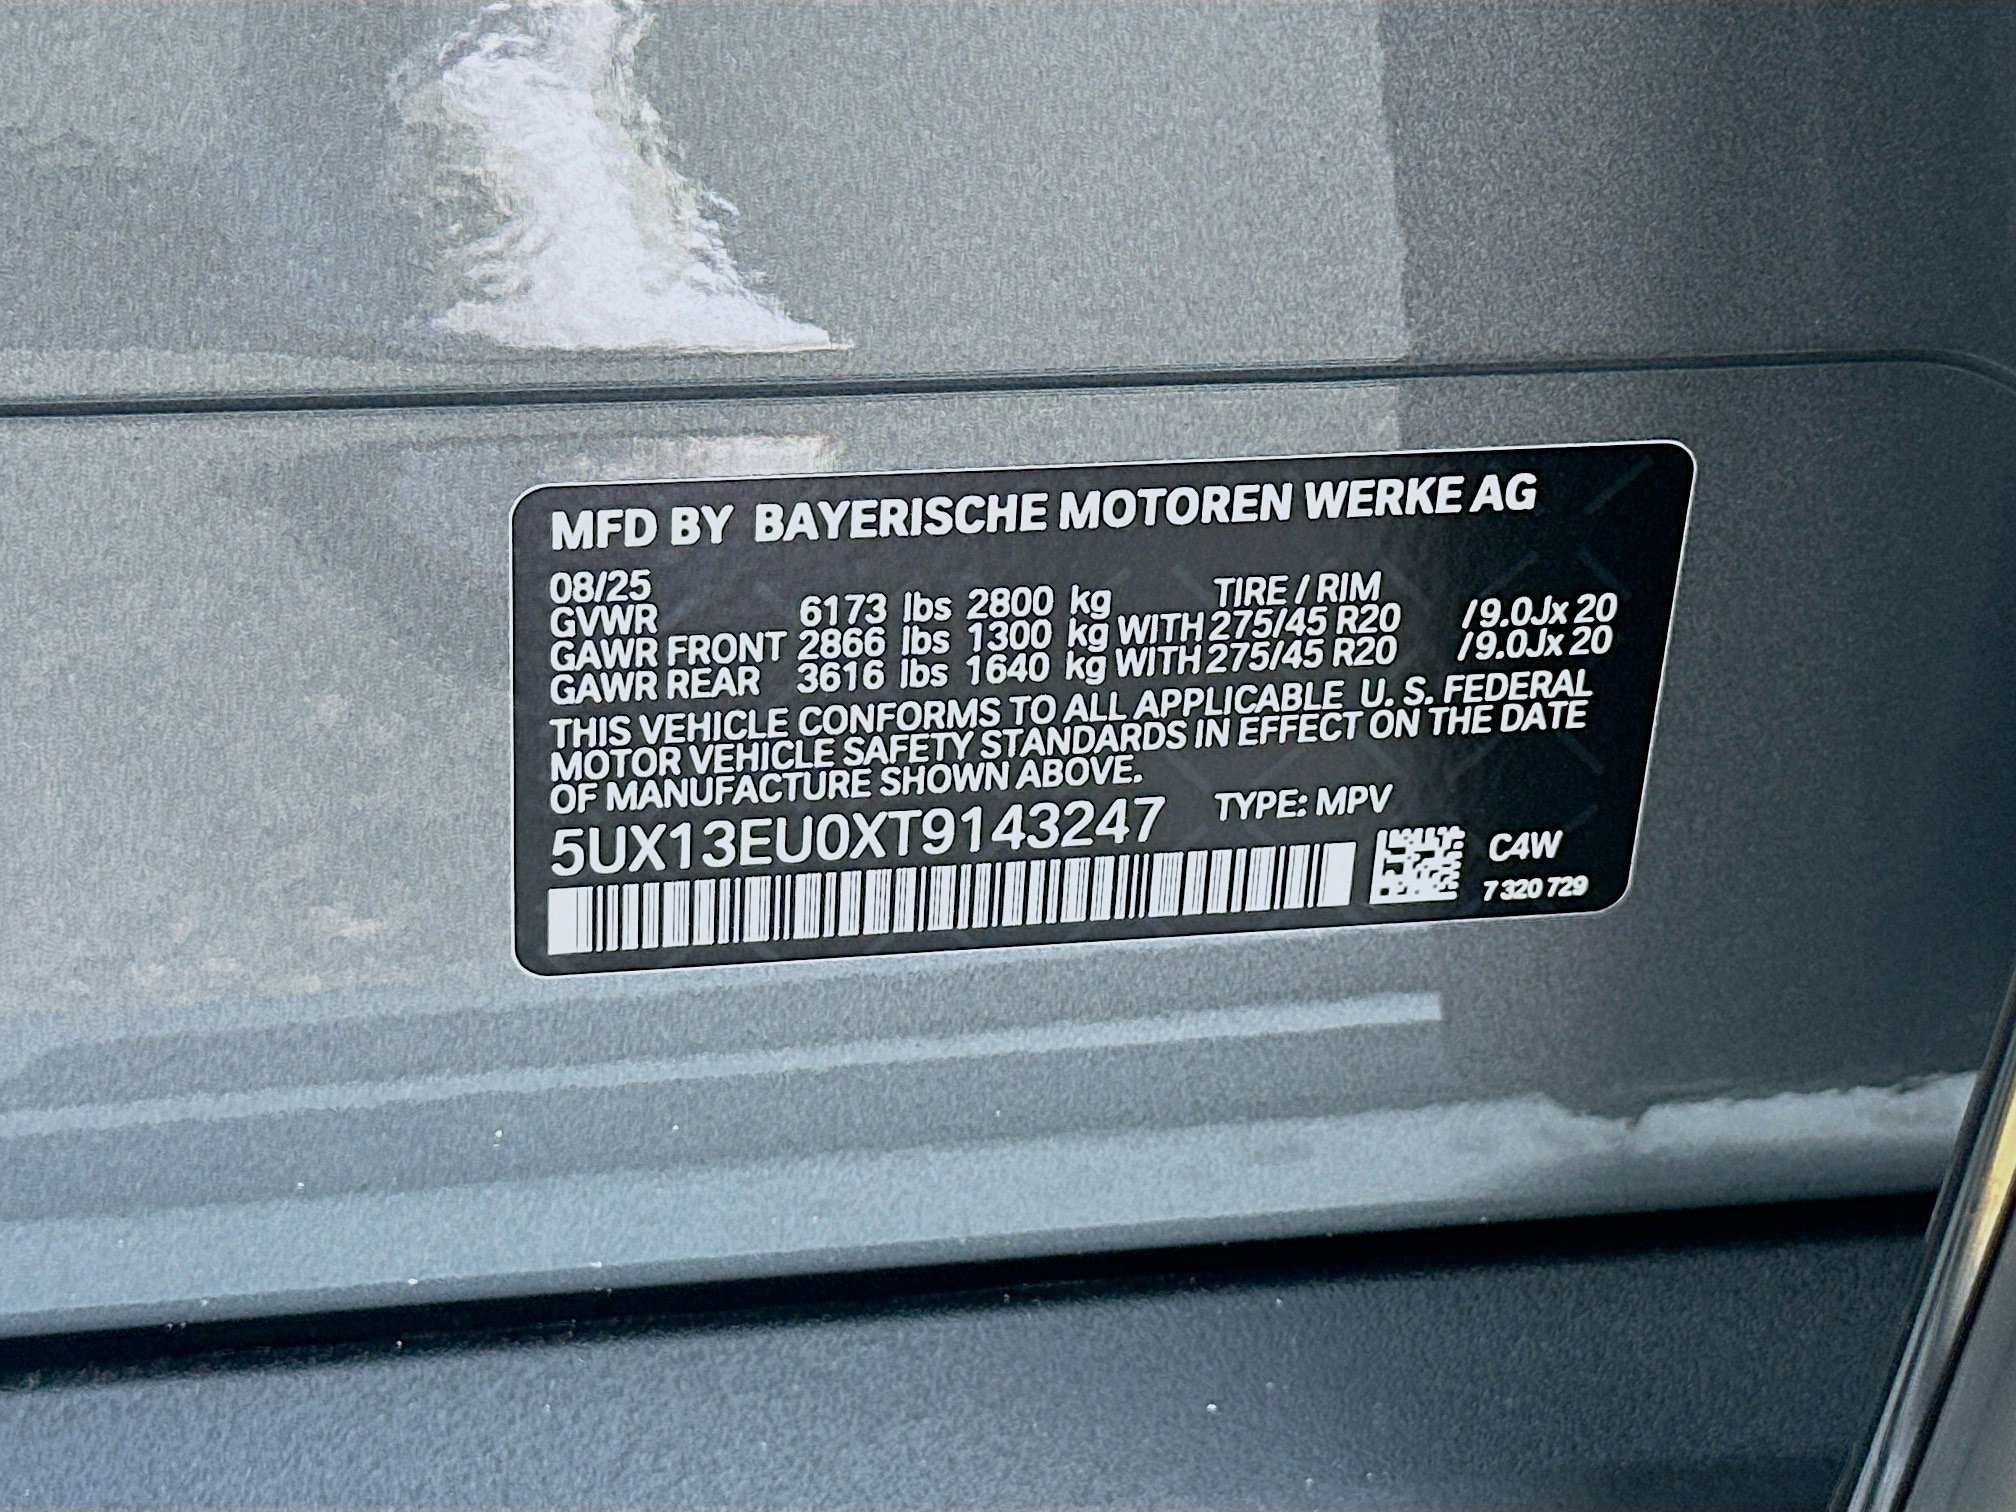 MFD BY BAYERISCHE MOTOREN WERKE AG
08/25 TIRE / RIM
GVWR 6173 lbs 2800 kg
GAWR FRONT 2866 lbs 1300 kg WITH 275/45 R20 /9.0Jx 20
GAWR REAR 3616 lbs 1640 kg WITH 275/45 R20 /9.0Jx 20
THIS VEHICLE CONFORMS TO ALL APPLICABLE U. S. FEDERAL
MOTOR VEHICLE SAFETY STANDARDS IN EFFECT ON THE DATE
OF MANUFACTURE SHOWN ABOVE.
5UX13EU0XT9143247 TYPE: MPV
C4W
7 320 729